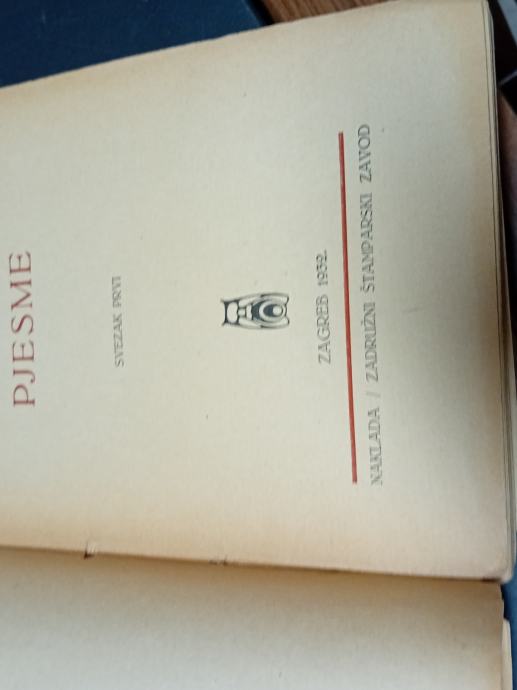 PJESME
SVEZAK PRVI
ZAGREB 1932.
NAKLADA / ZADRUŽNI ŠTAMPARSKI ZAVOD